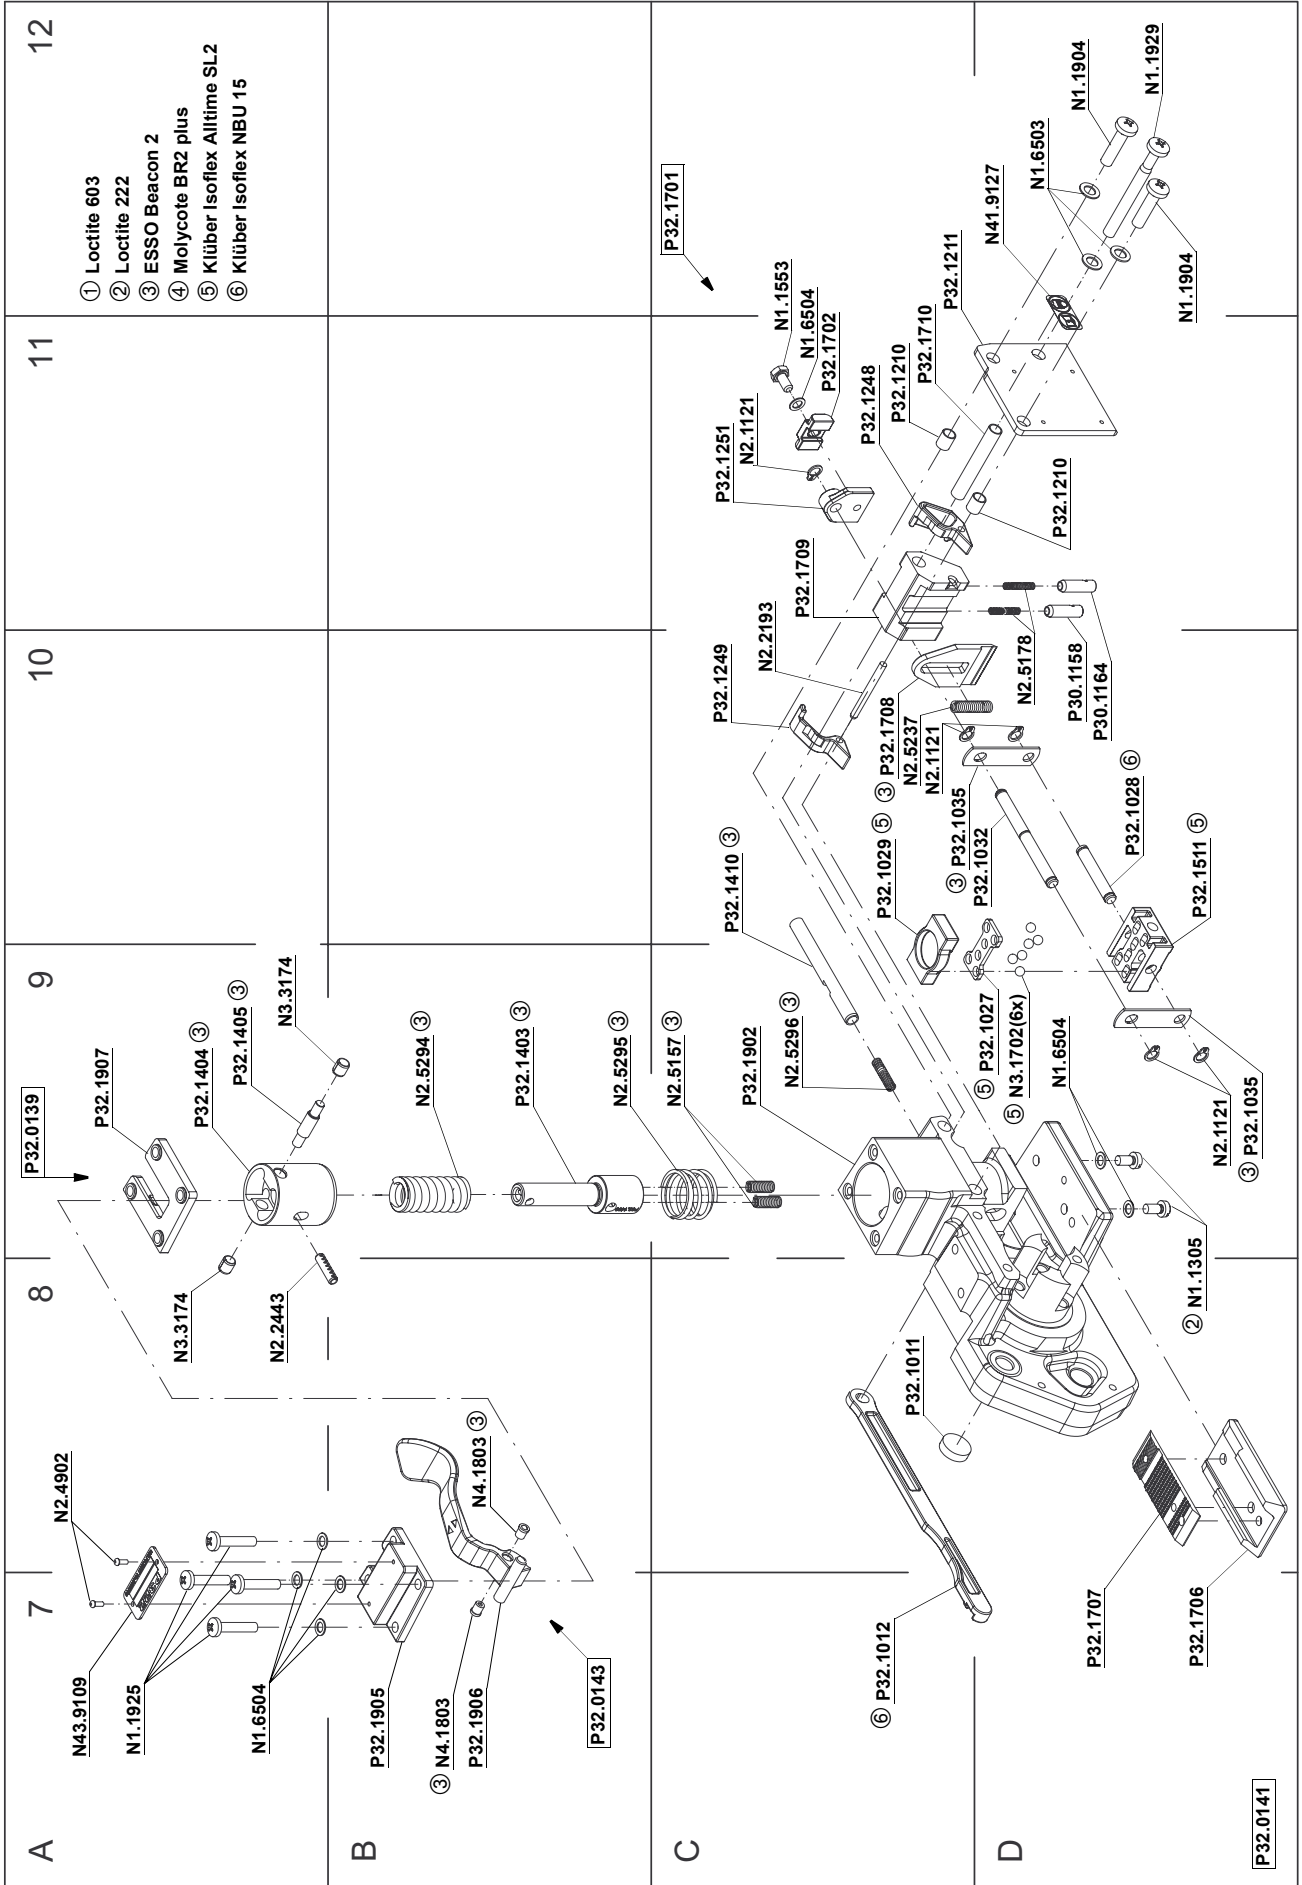 A
B
C
D
7
8
9
10
11
12
① Loctite 603
② Loctite 222
③ ESSO Beacon 2
④ Molycote BR2 plus
⑤ Klüber Isoflex Alltime SL2
⑥ Klüber Isoflex NBU 15
N43.9109
N2.4902
N1.1925
N1.6504
P32.1905
③ N4.1803
P32.1906
N4.1803 ③
P32.0143
P32.0139
P32.1907
P32.1404 ③
P32.1405 ③
N3.3174
N3.3174
N2.2443
N2.5294 ③
P32.1403 ③
N2.5295 ③
N2.5157 ③
P32.1902
N2.5296 ③
P32.1410 ③
P32.1029 ⑤
⑤ P32.1027
⑤ N3.1702(6x)
③ P32.1035
P32.1032
P32.1028 ⑥
P32.1511 ⑤
N1.6504
N2.1121
③ P32.1035
② N1.1305
P32.1011
⑥ P32.1012
P32.1707
P32.1706
P32.1249
N2.2193
P32.1709
③ P32.1708
N2.5237
N2.1121
N2.5178
P30.1158
P30.1164
P32.1251
N2.1121
N1.1553
N1.6504
P32.1702
P32.1701
P32.1248
P32.1210
P32.1710
P32.1211
N41.9127
N1.6503
N1.1904
N1.1929
N1.1904
P32.1210
P32.0141